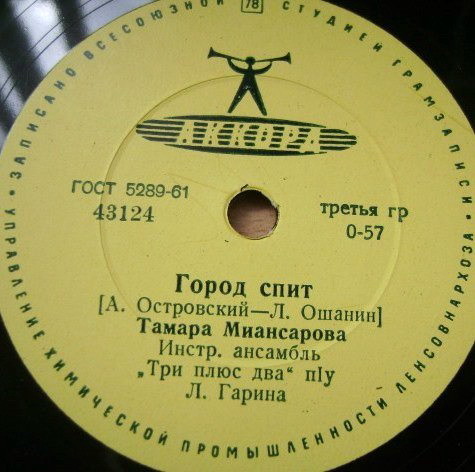 ЗАПИСАНО ВСЕСОЮЗНОЙ СТУДИЕЙ ГРАМЗАПИСИ
78
АККОРД
ГОСТ 5289-61
43124
третья гр
0-57
Город спит
[А. Островский—Л. Ошанин]
Тамара Миансарова
Инстр. ансамбль
„Три плюс два“ пIу
Л. Гарина
УПРАВЛЕНИЕ ХИМИЧЕСКОЙ ПРОМЫШЛЕННОСТИ ЛЕНСОВНАРХОЗА